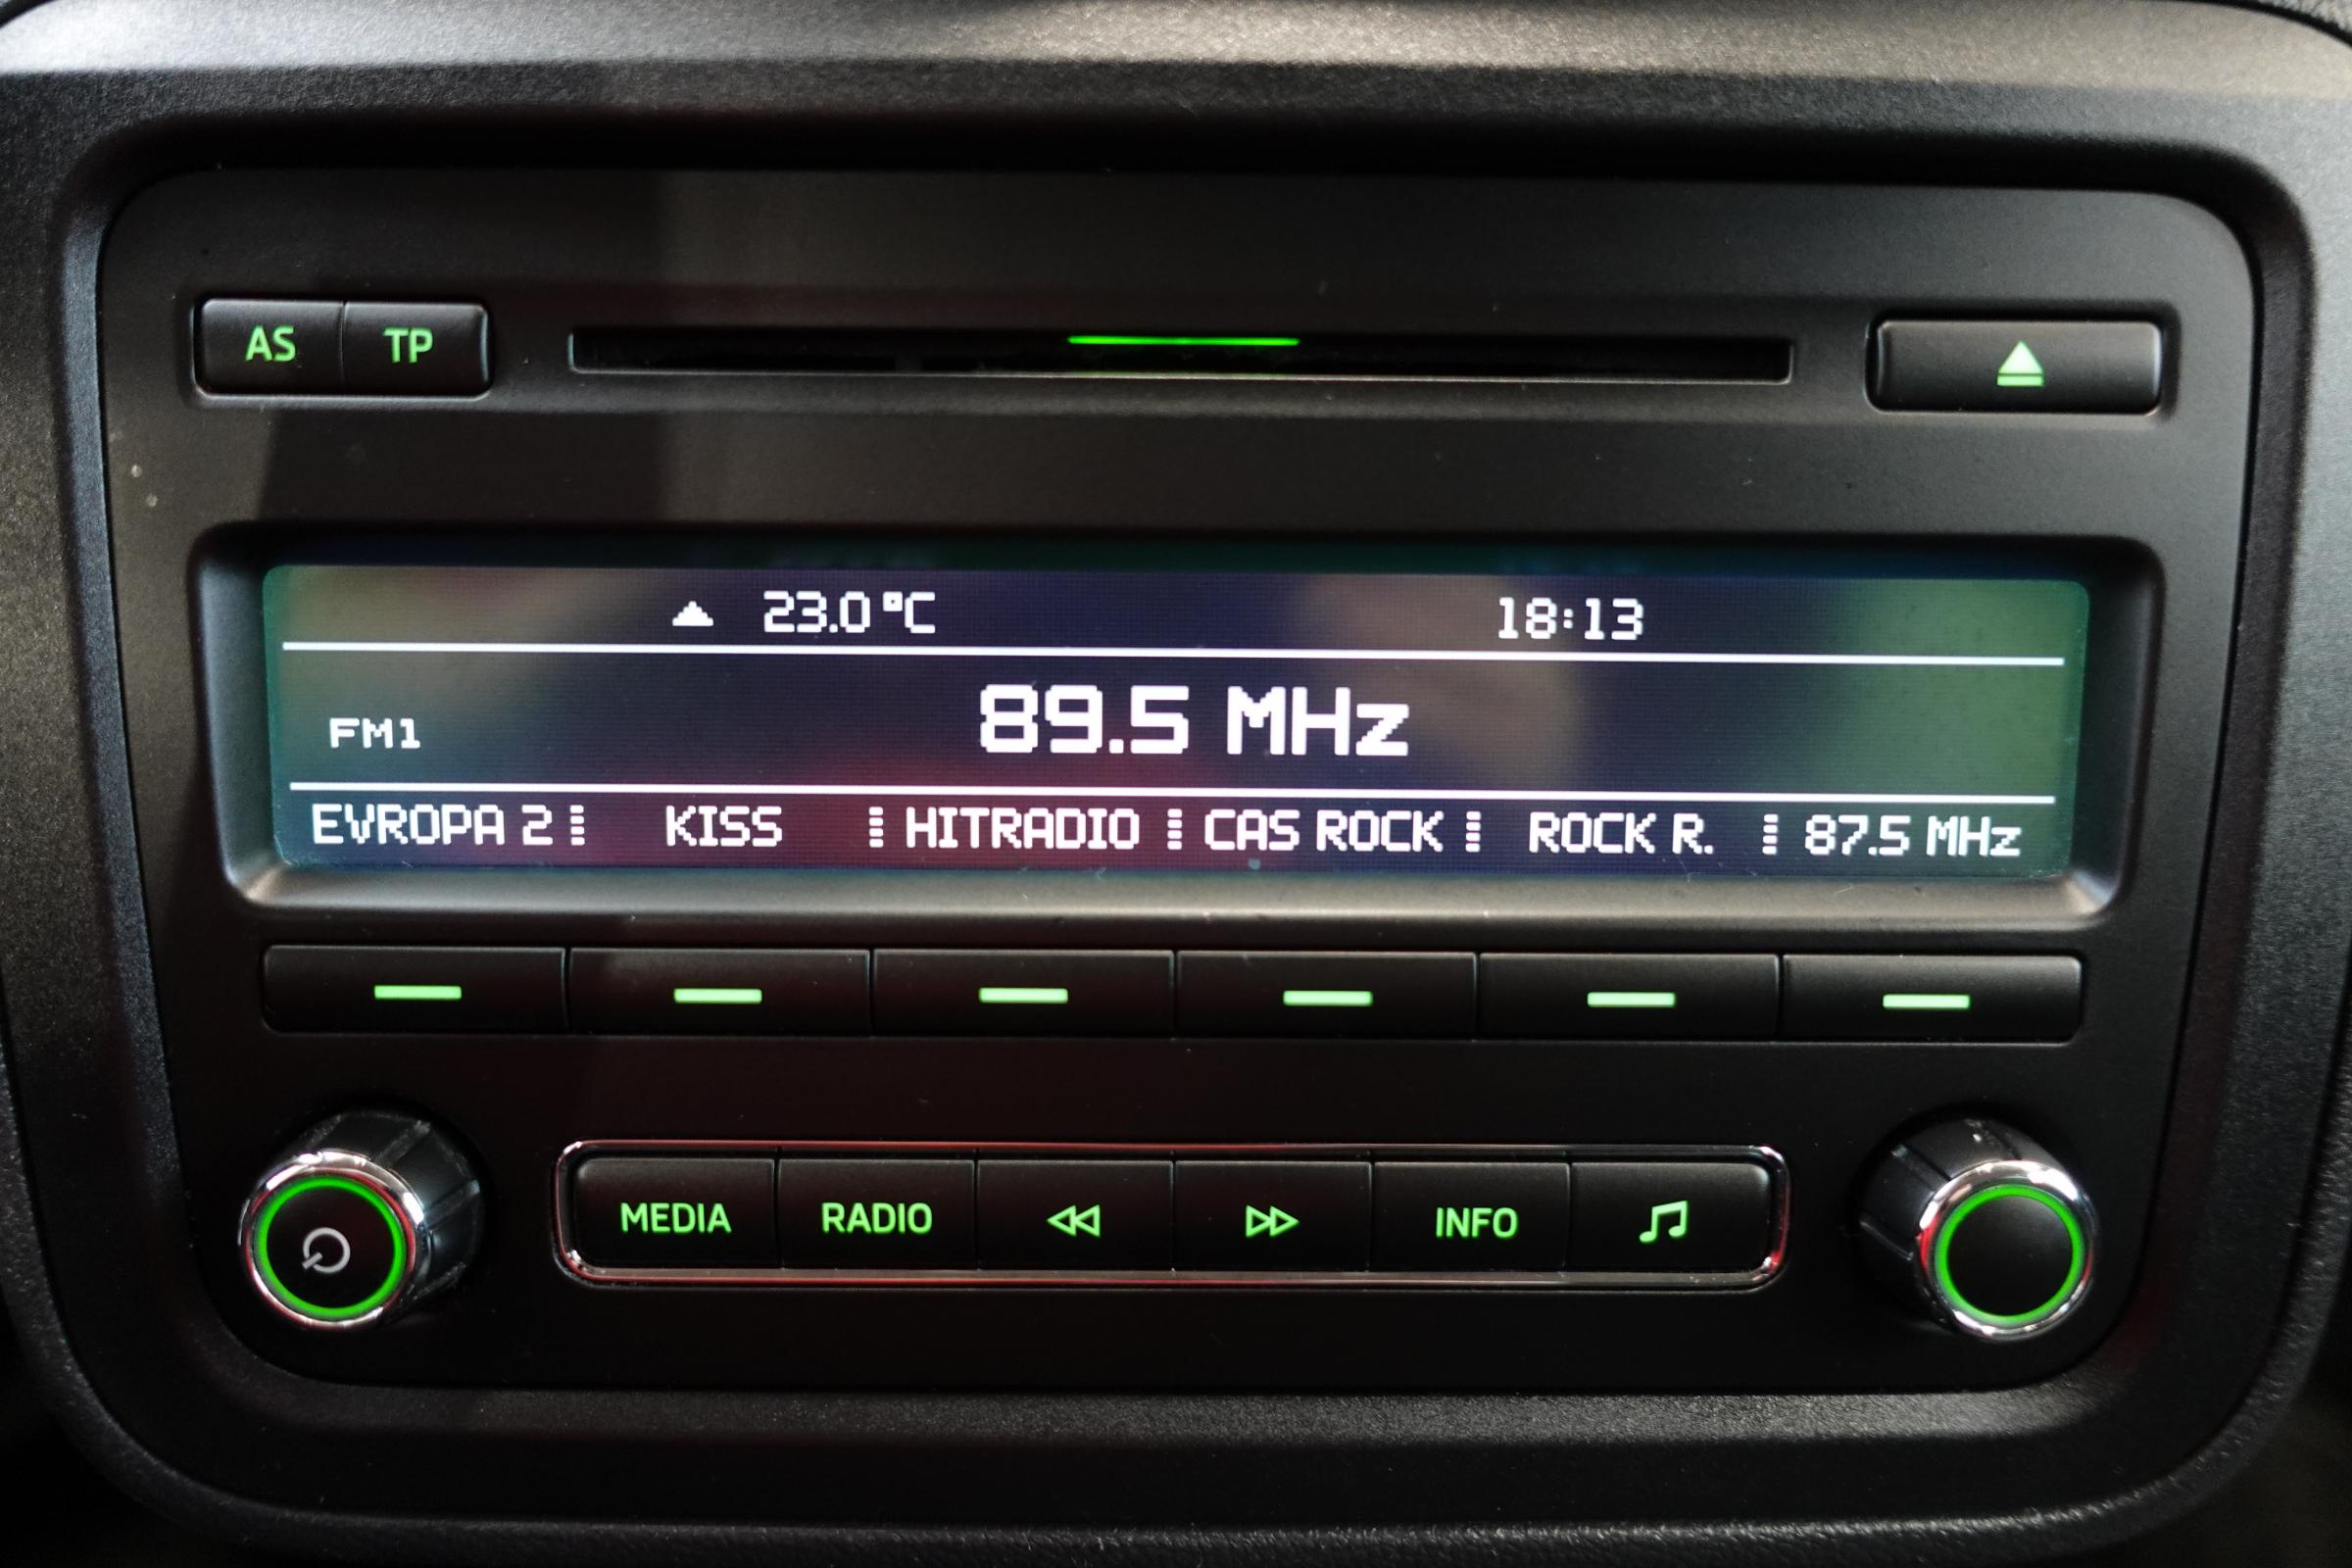 AS TP
23.0 °C 18:13
FM1 89.5 MHz
EVROPA 2 KISS HITRADIO CAS ROCK ROCK R. 87.5 MHz
MEDIA RADIO INFO